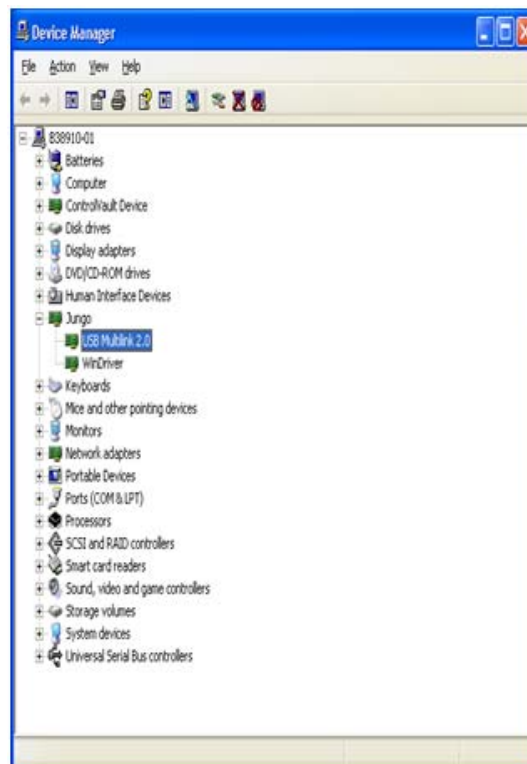 Device Manager
File Action View Help
B38910-01
Batteries
Computer
ControlVault Device
Disk drives
Display adapters
DVD/CD-ROM drives
Human Interface Devices
Jungo
USB Multilink 2.0
WinDriver
Keyboards
Mice and other pointing devices
Monitors
Network adapters
Portable Devices
Ports (COM & LPT)
Processors
SCSI and RAID controllers
Smart card readers
Sound, video and game controllers
Storage volumes
System devices
Universal Serial Bus controllers